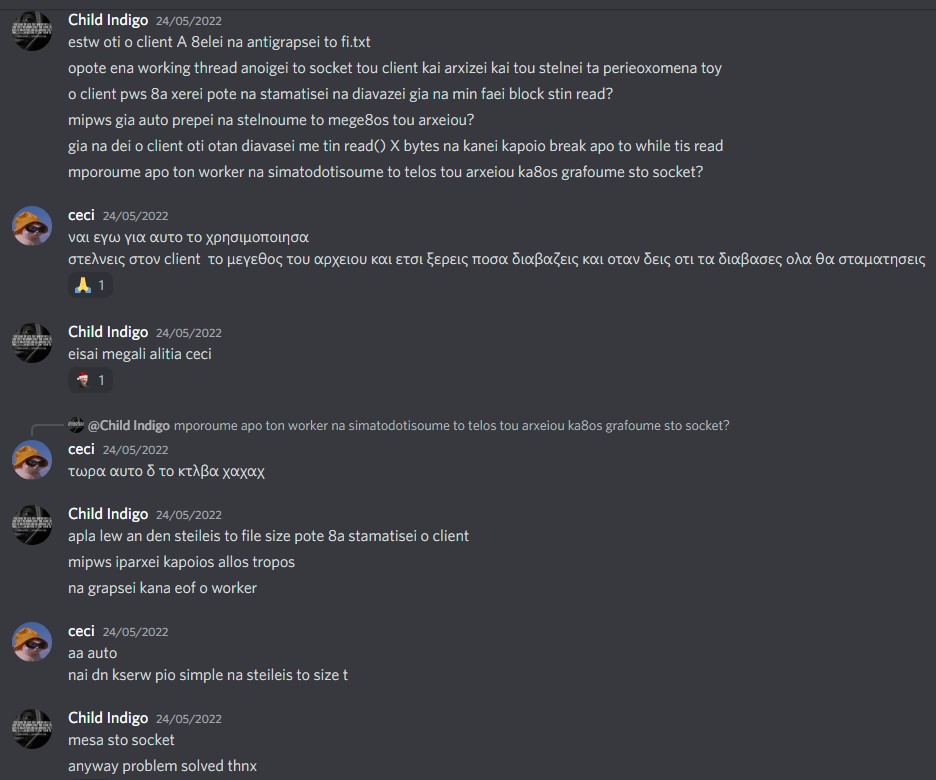 Child Indigo 24/05/2022
estw oti o client A 8elei na antigrapsei to fi.txt
opote ena working thread anoigei to socket tou client kai arxizei kai tou stelnei ta perieoxomena toy
o client pws 8a xerei pote na stamatisei na diavazei gia na min faei block stin read?
mipws gia auto prepei na stelnoume to mege8os tou arxeiou?
gia na dei o client oti otan diavasei me tin read() X bytes na kanei kapoio break apo to while tis read
mporoume apo ton worker na simatodotisoume to telos tou arxeiou ka8os grafoume sto socket?
ceci 24/05/2022
ναι εγω για αυτο το χρησιμοποιησα
στελνεις στον client το μεγεθος του αρχειου και ετσι ξερεις ποσα διαβαζεις και οταν δεις οτι τα διαβασες ολα θα σταματησεις
1
Child Indigo 24/05/2022
eisai megali alitia ceci
1
@Child Indigo mporoume apo ton worker na simatodotisoume to telos tou arxeiou ka8os grafoume sto socket?
ceci 24/05/2022
τωρα αυτο δ το κτλβα χαχαχ
Child Indigo 24/05/2022
apla lew an den steileis to file size pote 8a stamatisei o client
mipws iparxei kapoios allos tropos
na grapsei kana eof o worker
ceci 24/05/2022
aa auto
nai dn kserw pio simple na steileis to size t
Child Indigo 24/05/2022
mesa sto socket
anyway problem solved thnx